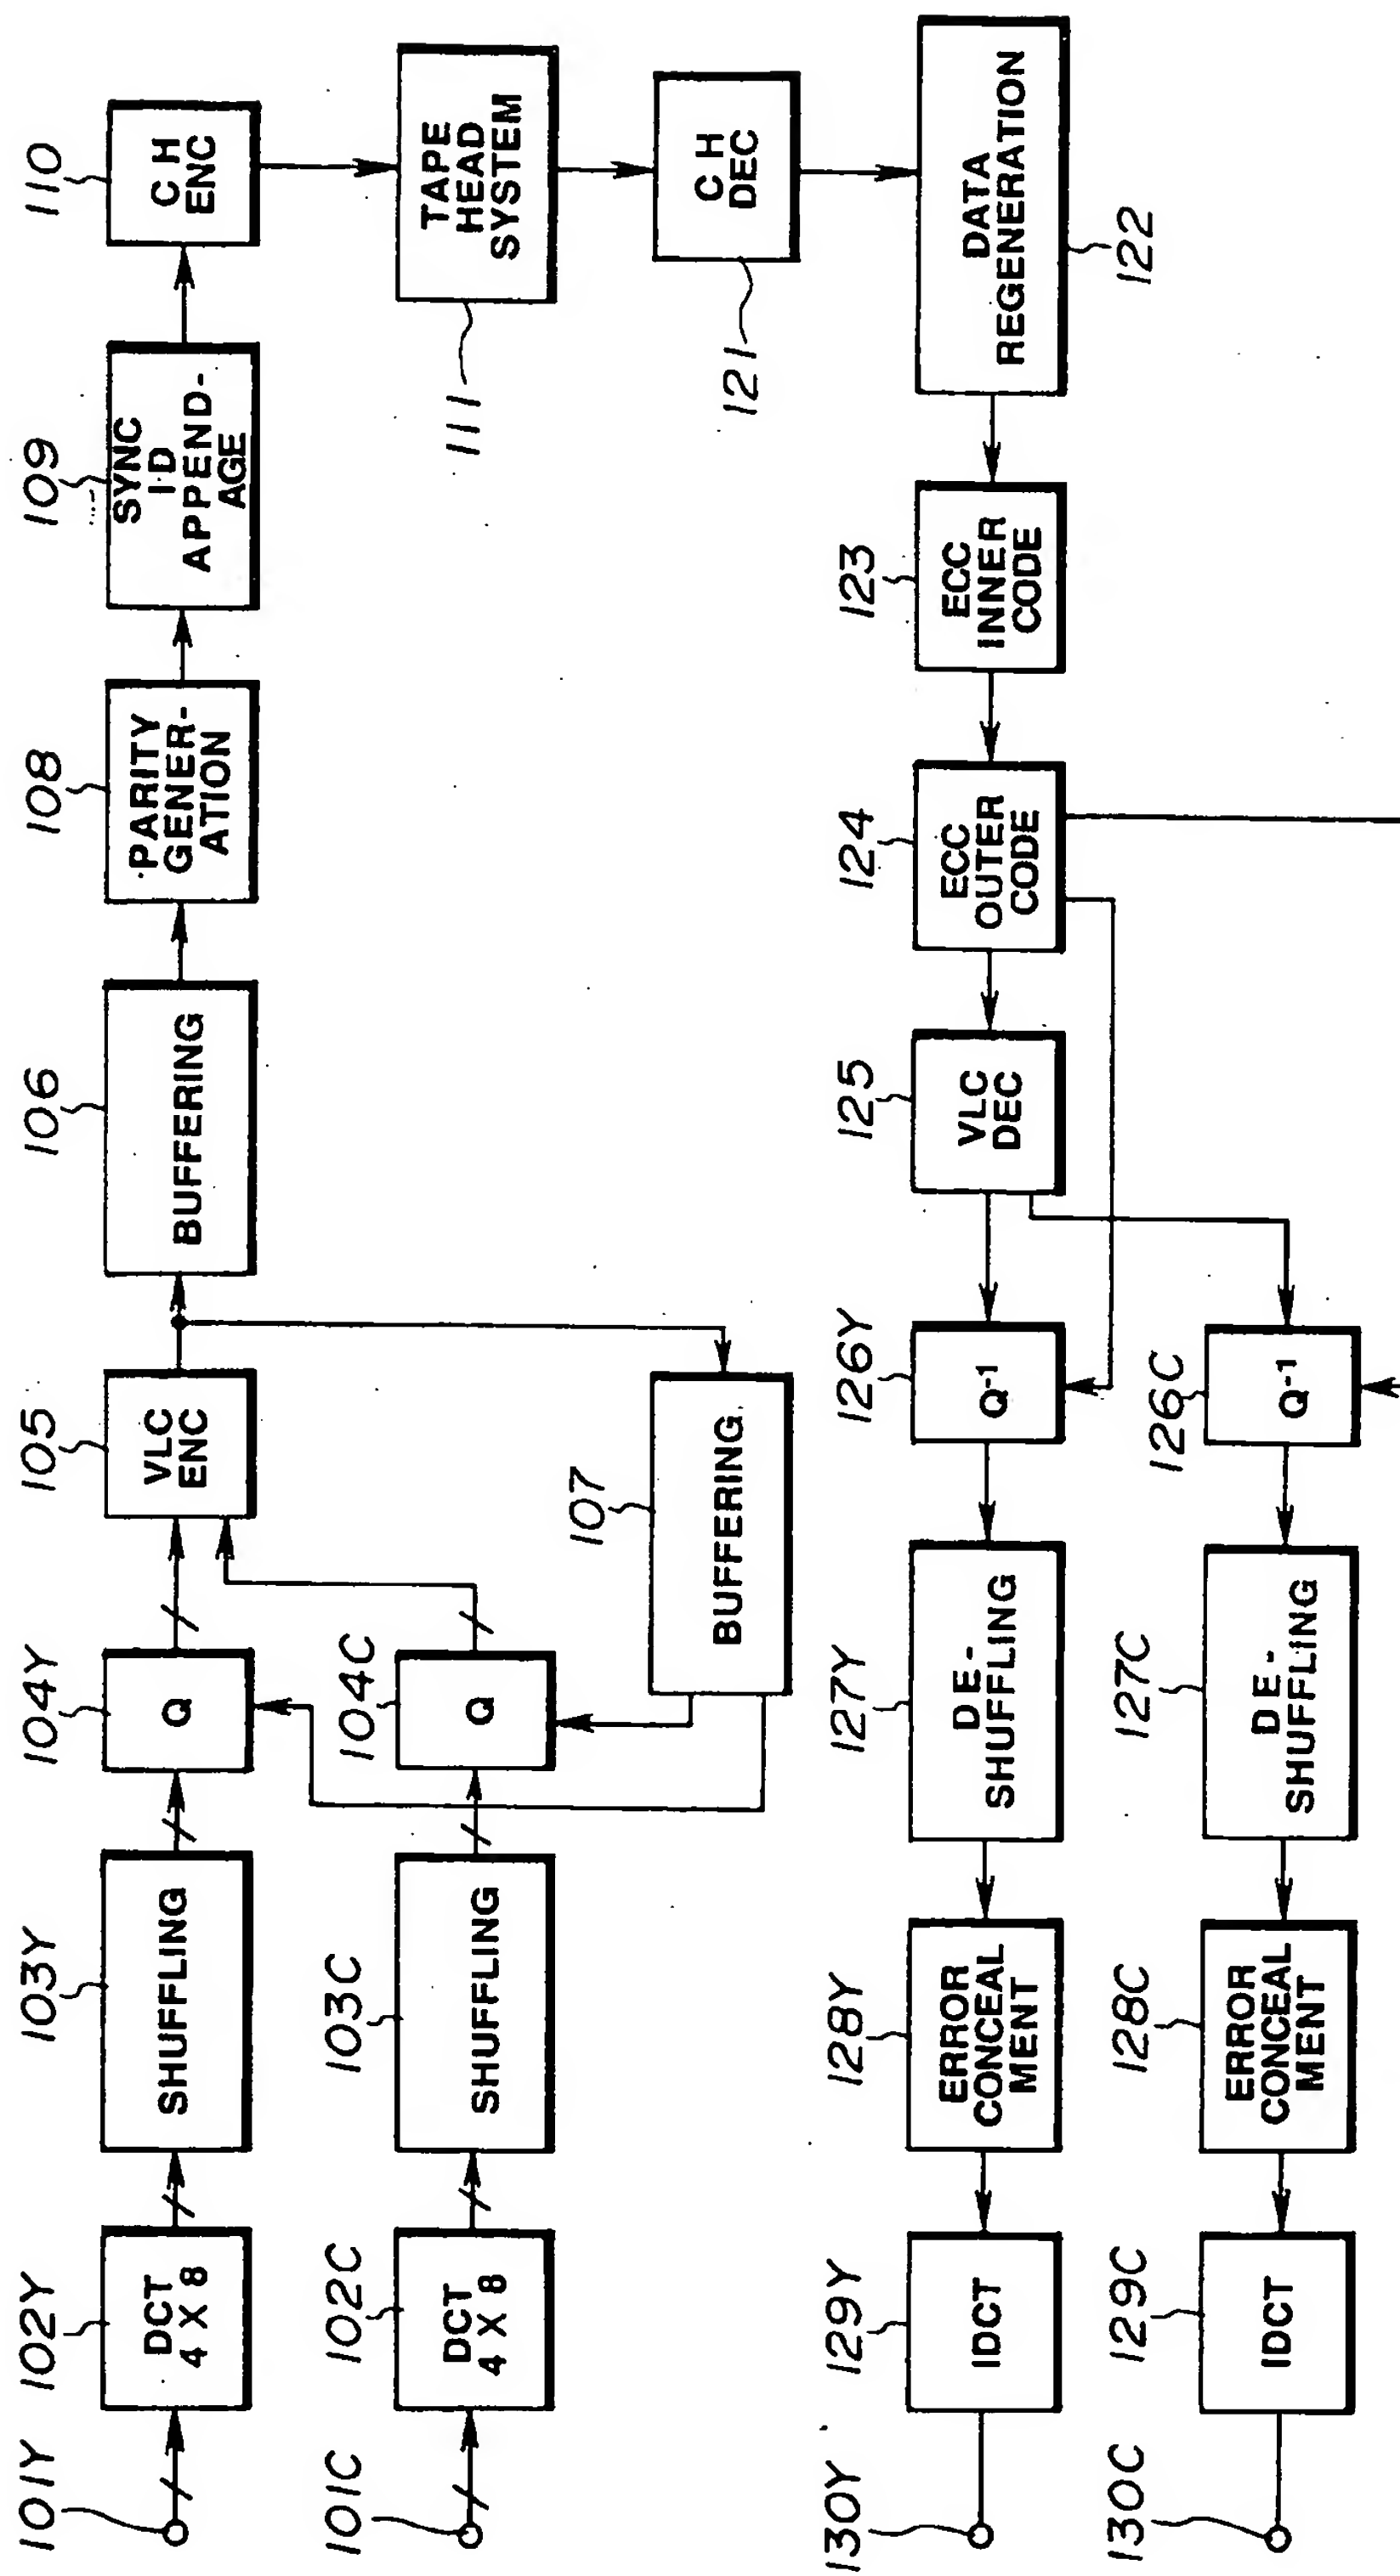 101Y
102Y
DCT
4 X 8
103Y
SHUFFLING
104Y
Q
105
VLC
ENC
106
BUFFERING
108
PARITY
GENER-
ATION
109
SYNC
ID
APPEND-
AGE
110
CH
ENC
101C
102C
DCT
4 X 8
103C
SHUFFLING
104C
Q
107
BUFFERING
111
TAPE
HEAD
SYSTEM
121
CH
DEC
130Y
129Y
IDCT
128Y
ERROR
CONCEAL
MENT
127Y
DE-
SHUFFLING
126Y
Q-1
125
VLC
DEC
124
ECC
OUTER
CODE
123
ECC
INNER
CODE
DATA
REGENERATION
122
130C
129C
IDCT
128C
ERROR
CONCEAL
MENT
127C
DE-
SHUFFLING
126C
Q-1